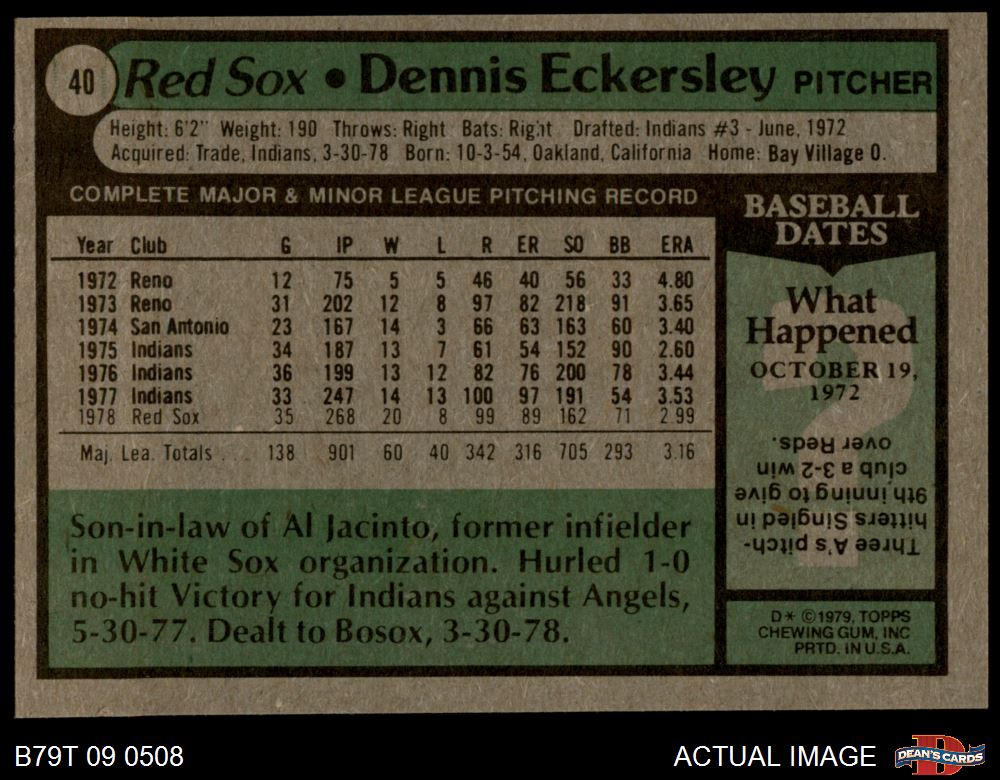 40 Red Sox • Dennis Eckersley PITCHER
Height: 6'2" Weight: 190 Throws: Right Bats: Right Drafted: Indians #3 - June, 1972
Acquired: Trade, Indians, 3-30-78 Born: 10-3-54, Oakland, California Home: Bay Village O.
COMPLETE MAJOR & MINOR LEAGUE PITCHING RECORD
Year Club G IP W L R ER SO BB ERA
1972 Reno 12 75 5 5 46 40 56 33 4.80
1973 Reno 31 202 12 8 97 82 218 91 3.65
1974 San Antonio 23 167 14 3 66 63 163 60 3.40
1975 Indians 34 187 13 7 61 54 152 90 2.60
1976 Indians 36 199 13 12 82 76 200 78 3.44
1977 Indians 33 247 14 13 100 97 191 54 3.53
1978 Red Sox 35 268 20 8 99 89 162 71 2.99
Maj. Lea. Totals . . . 138 901 60 40 342 316 705 293 3.16
Son-in-law of Al Jacinto, former infielder
in White Sox organization. Hurled 1-0
no-hit Victory for Indians against Angels,
5-30-77. Dealt to Bosox, 3-30-78.
BASEBALL
DATES
What
Happened
OCTOBER 19,
1972
Three A's pitch-
hitters Singled in
9th inning to give
club a 3-2 win
over Reds.
D* ©1979, TOPPS
CHEWING GUM, INC
PRTD. IN U.S.A.
B79T 09 0508
ACTUAL IMAGE
D
DEAN'S CARDS